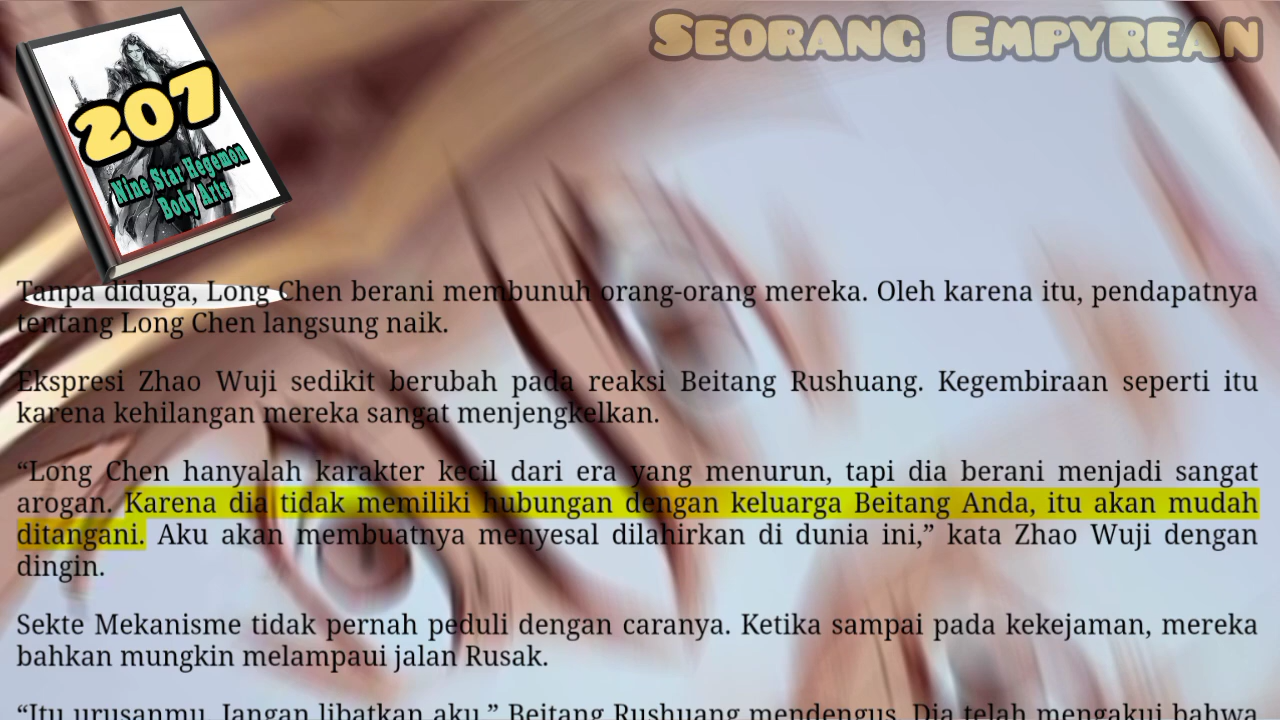 Seorang Empyrean
207
Nine Star Hegemon
Body Arts
Tanpa diduga, Long Chen berani membunuh orang-orang mereka. Oleh karena itu, pendapatnya
tentang Long Chen langsung naik.
Ekspresi Zhao Wuji sedikit berubah pada reaksi Beitang Rushuang. Kegembiraan seperti itu
karena kehilangan mereka sangat menjengkelkan.
“Long Chen hanyalah karakter kecil dari era yang menurun, tapi dia berani menjadi sangat
arogan. Karena dia tidak memiliki hubungan dengan keluarga Beitang Anda, itu akan mudah
ditangani. Aku akan membuatnya menyesal dilahirkan di dunia ini,” kata Zhao Wuji dengan
dingin.
Sekte Mekanisme tidak pernah peduli dengan caranya. Ketika sampai pada kekejaman, mereka
bahkan mungkin melampaui jalan Rusak.
“Itu urusanmu. Jangan libatkan aku.” Beitang Rushuang mendengus. Dia telah mengakui bahwa